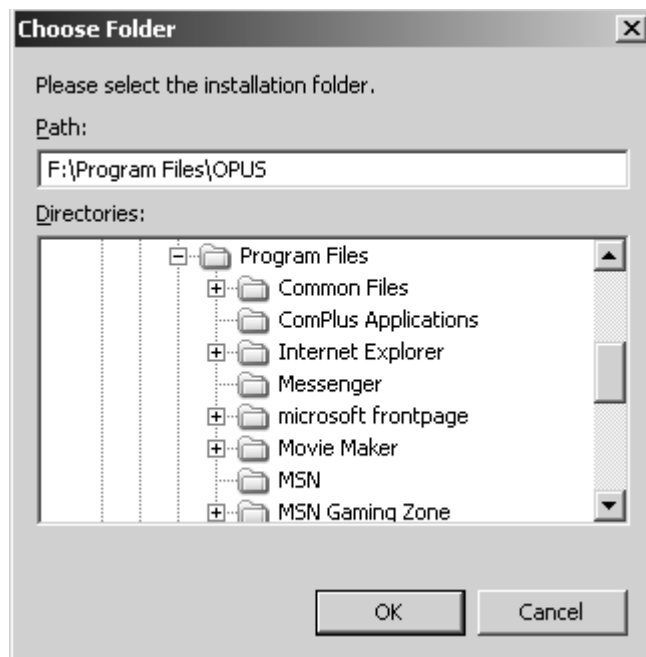 Choose Folder
Please select the installation folder.
Path:
F:\Program Files\OPUS
Directories:
Program Files
Common Files
ComPlus Applications
Internet Explorer
Messenger
microsoft frontpage
Movie Maker
MSN
MSN Gaming Zone
OK Cancel